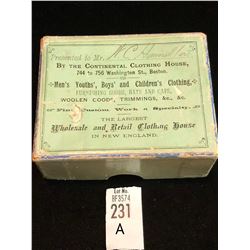 Presented to Mr.
By the Continental Clothing House,
744 to 756 Washington St., Boston.
Men's Youths', Boys' and Children's Clothing,
FURNISHING GOODS, HATS AND CAPS,
WOOLEN GOODS, TRIMMINGS, &c., &c.
Fine Custom Work a Specialty.
THE LARGEST
Wholesale and Retail Clothing House
IN NEW ENGLAND.
Lot No.
BF3574
231
A